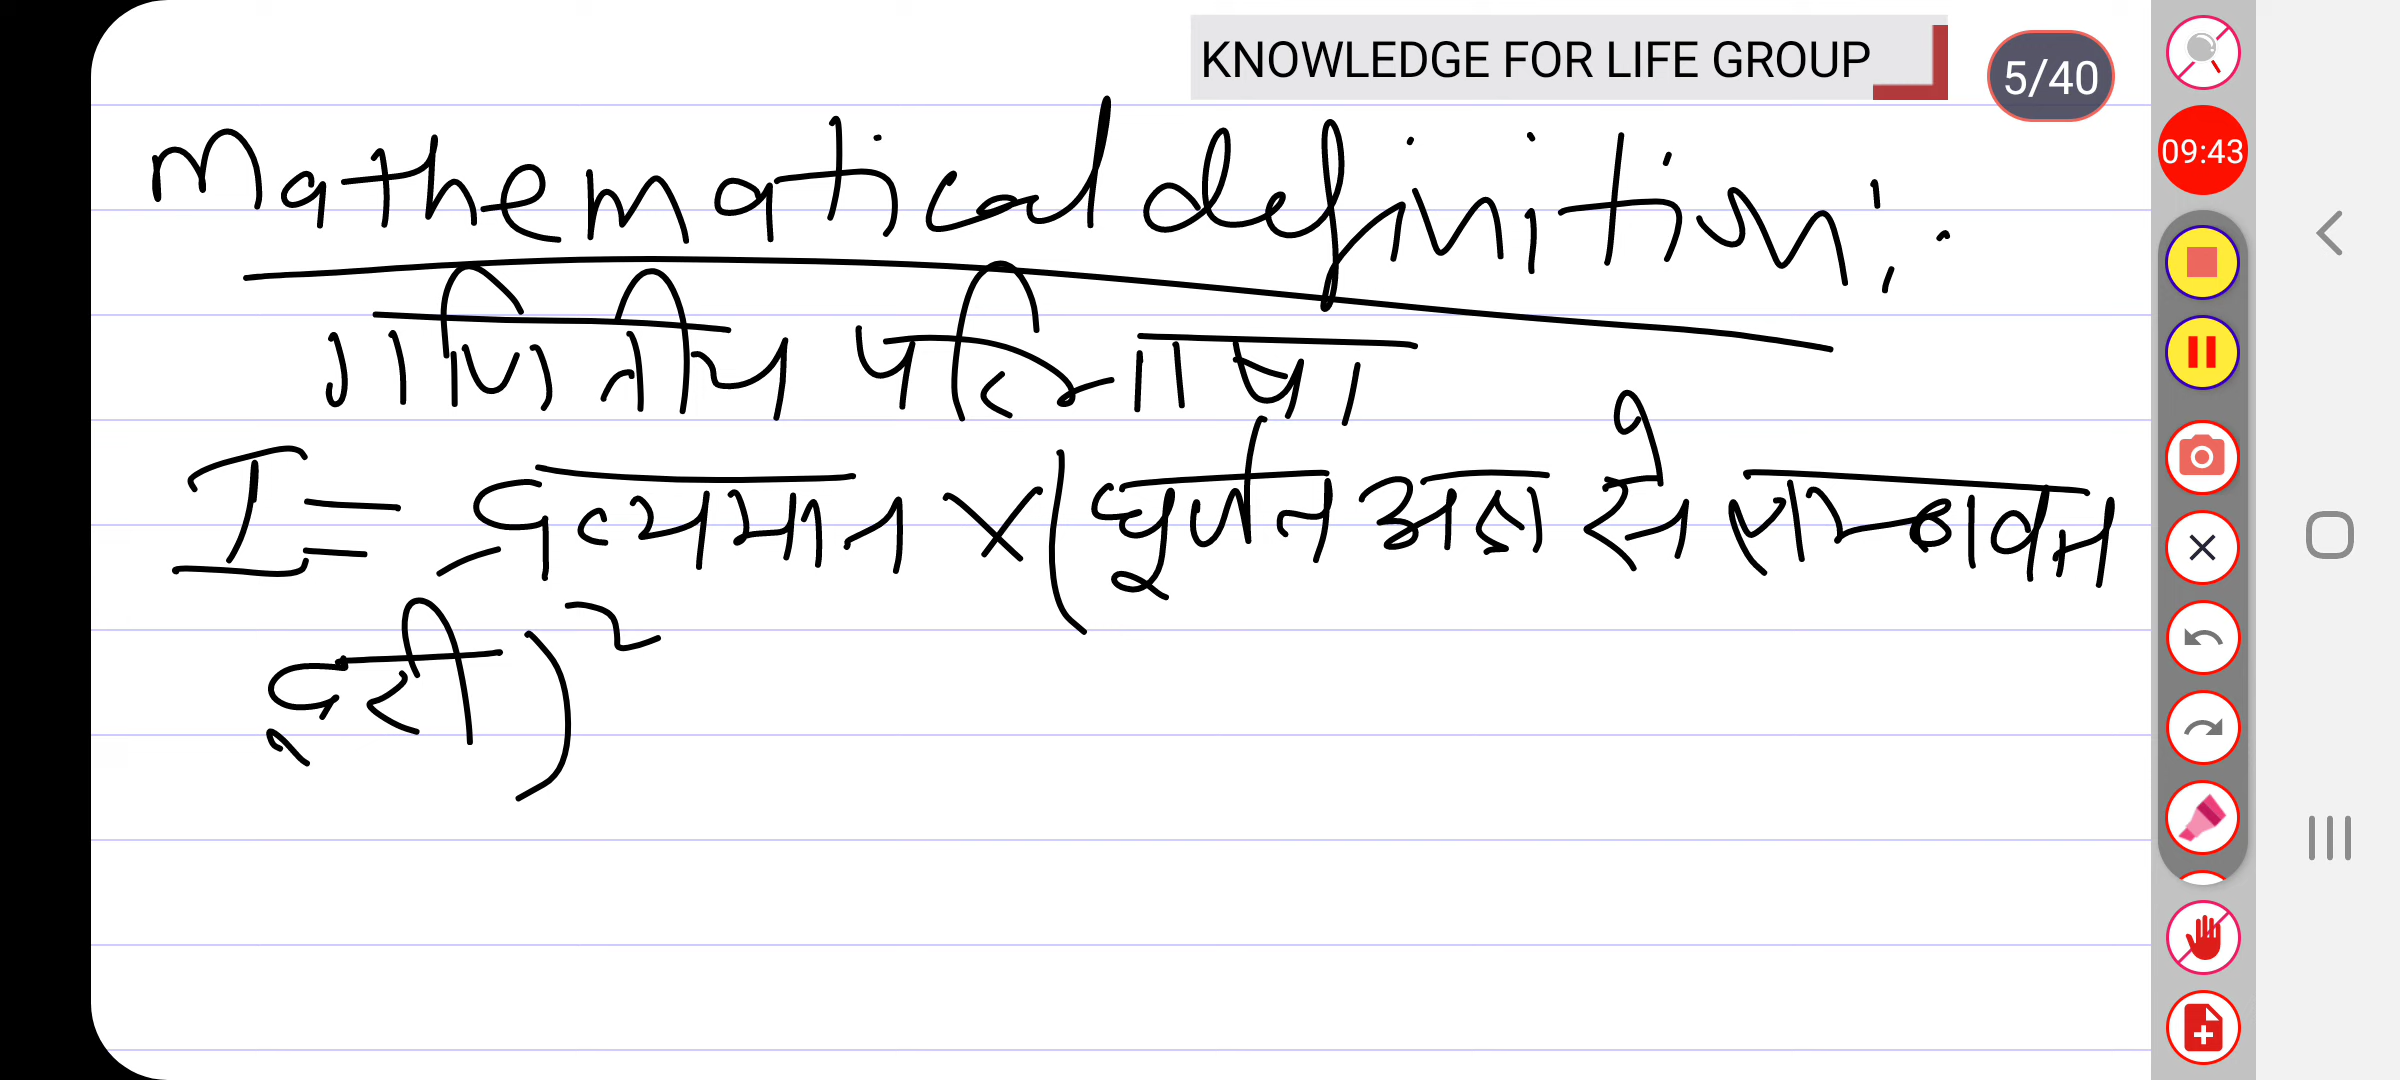 KNOWLEDGE FOR LIFE GROUP
5/40
09:43
Mathematical definition:
गणितीय परिभाषा
I = द्रव्यमान × (घूर्णन अक्ष से लम्बवत
दूरी)²